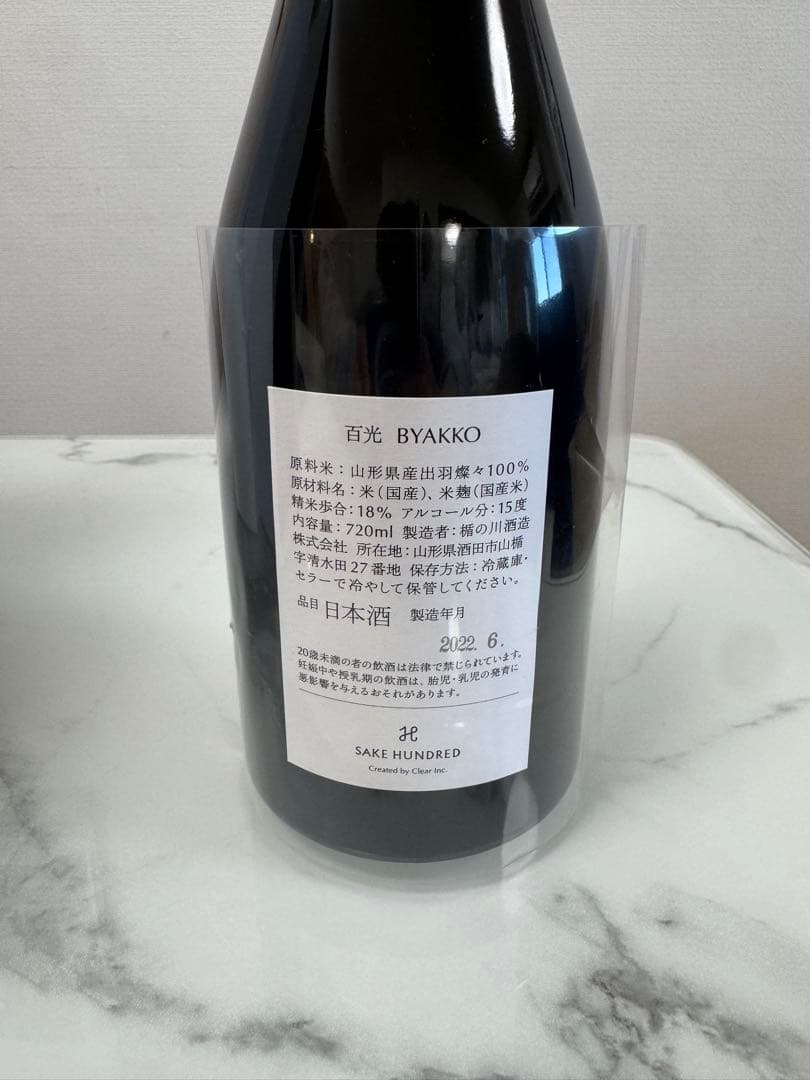 百光 BYAKKO
原料米：山形県産出羽燦々100%
原材料名：米(国産)、米麹(国産米)
精米歩合：18% アルコール分：15度
内容量：720ml 製造者：楯の川酒造
株式会社 所在地：山形県酒田市山楯
字清水田27番地 保存方法：冷蔵庫・
セラーで冷やして保管してください。
品目 日本酒 製造年月
2022. 6.
20歳未満の者の飲酒は法律で禁じられています。
妊娠中や授乳期の飲酒は、胎児・乳児の発育に
悪影響を与えるおそれがあります。
SAKE HUNDRED
Created by Clear Inc.